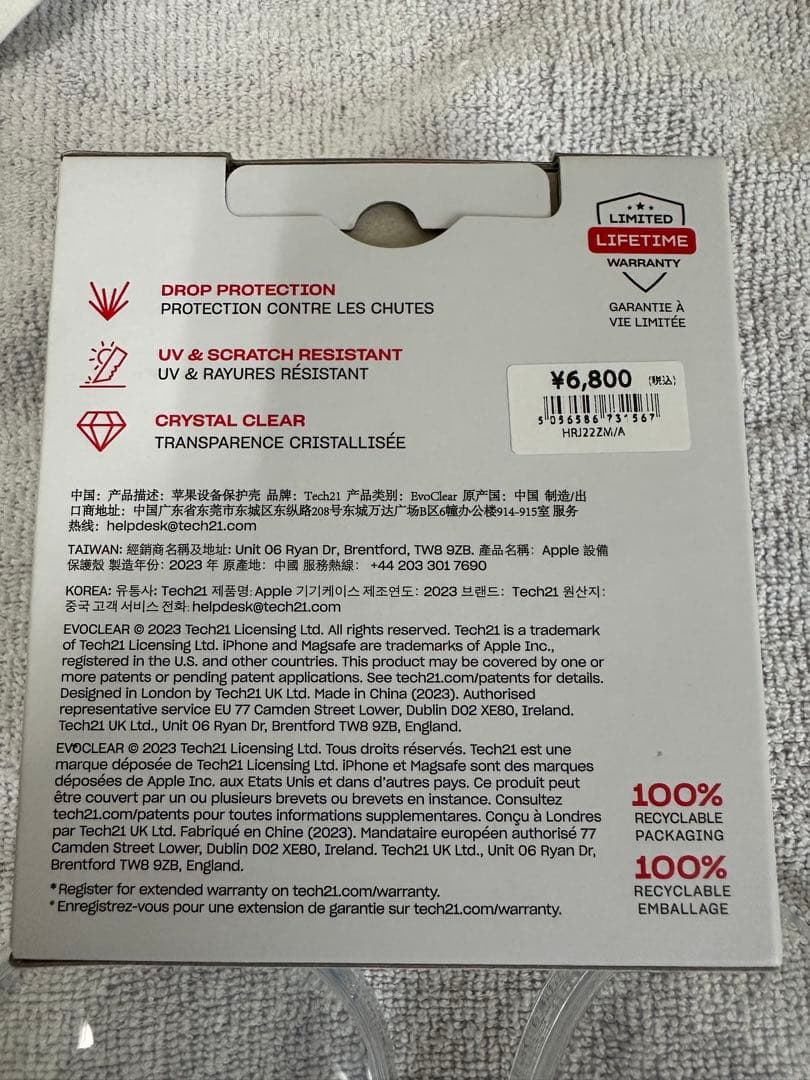 LIMITED
LIFETIME
WARRANTY
GARANTIE À
VIE LIMITÉE
DROP PROTECTION
PROTECTION CONTRE LES CHUTES
UV & SCRATCH RESISTANT
UV & RAYURES RÉSISTANT
CRYSTAL CLEAR
TRANSPARENCE CRISTALLISÉE
¥6,800 (税込)
5 056586 731567
HRJ22ZM/A
中国：产品描述：苹果设备保护壳 品牌：Tech21 产品类别：EvoClear 原产国：中国 制造/出
口商地址：中国广东省东莞市东城区东纵路208号东城万达广场B区6幢办公楼914-915室 服务
热线：helpdesk@tech21.com
TAIWAN: 經銷商名稱及地址: Unit 06 Ryan Dr, Brentford, TW8 9ZB. 產品名稱： Apple 設備
保護殼 製造年份：2023 年 原產地：中國 服務熱線： +44 203 301 7690
KOREA: 유통사: Tech21 제품명: Apple 기기케이스 제조연도: 2023 브랜드: Tech21 원산지:
중국 고객 서비스 전화: helpdesk@tech21.com
EVOCLEAR © 2023 Tech21 Licensing Ltd. All rights reserved. Tech21 is a trademark
of Tech21 Licensing Ltd. iPhone and Magsafe are trademarks of Apple Inc.,
registered in the U.S. and other countries. This product may be covered by one or
more patents or pending patent applications. See tech21.com/patents for details.
Designed in London by Tech21 UK Ltd. Made in China (2023). Authorised
representative service EU 77 Camden Street Lower, Dublin D02 XE80, Ireland.
Tech21 UK Ltd., Unit 06 Ryan Dr, Brentford TW8 9ZB, England.
EVOCLEAR © 2023 Tech21 Licensing Ltd. Tous droits réservés. Tech21 est une
marque déposée de Tech21 Licensing Ltd. iPhone et Magsafe sont des marques
déposées de Apple Inc. aux Etats Unis et dans d'autres pays. Ce produit peut
être couvert par un ou plusieurs brevets ou brevets en instance. Consultez
tech21.com/patents pour toutes informations supplementaires. Conçu à Londres
par Tech21 UK Ltd. Fabriqué en Chine (2023). Mandataire européen authorisé 77
Camden Street Lower, Dublin D02 XE80, Ireland. Tech21 UK Ltd., Unit 06 Ryan Dr,
Brentford TW8 9ZB, England.
*Register for extended warranty on tech21.com/warranty.
*Enregistrez-vous pour une extension de garantie sur tech21.com/warranty.
100%
RECYCLABLE
PACKAGING
100%
RECYCLABLE
EMBALLAGE